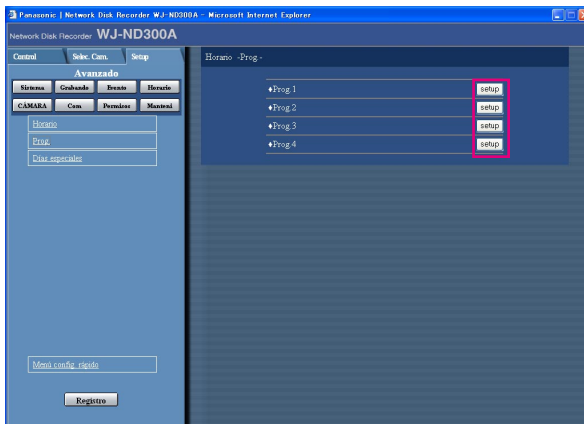 Panasonic | Network Disk Recorder WJ-ND300A - Microsoft Internet Explorer
Network Disk Recorder WJ-ND300A
Control Selec. Cam. Setup
Avanzado
Sistema Grabando Evento Horario
CÁMARA Com Permisos Manteni
Horario
Prog.
Días especiales
Menú config. rápido
Registro
Horario -Prog.-
♦Prog.1 setup
♦Prog.2 setup
♦Prog.3 setup
♦Prog.4 setup